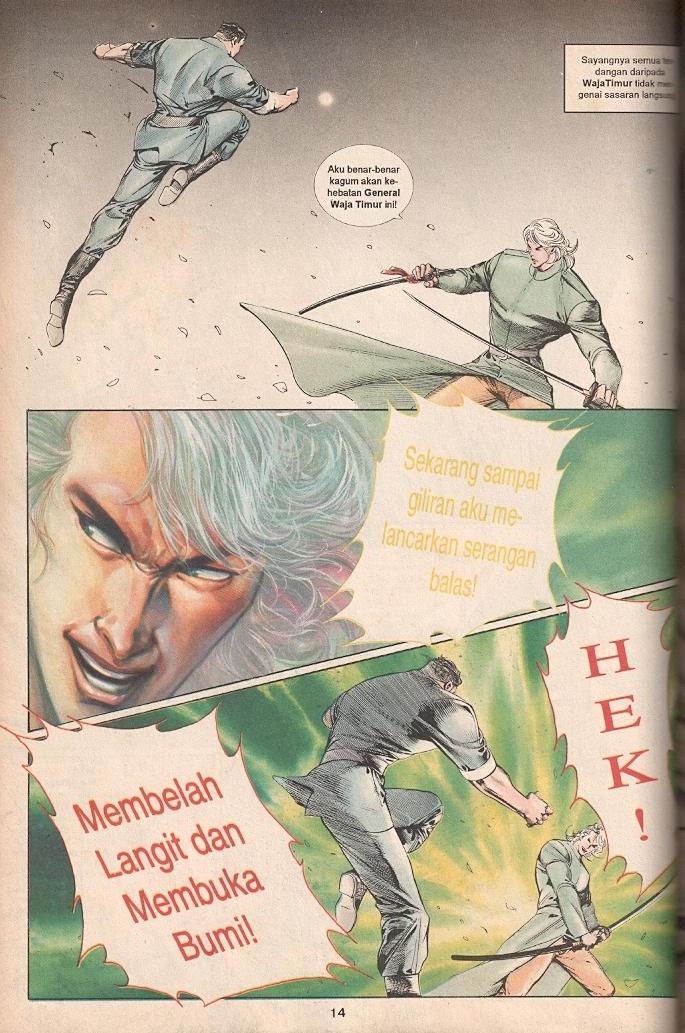 Sayangnya semua
dangan daripada
WajaTimur tidak
genai sasaran
Aku benar-benar
kagum akan ke-
hebatan General
Waja Timur ini!
Sekarang sampai
giliran aku me-
lancarkan serangan
balas!
H
E
K
!
Membelah
Langit dan
Membuka
Bumi!
14